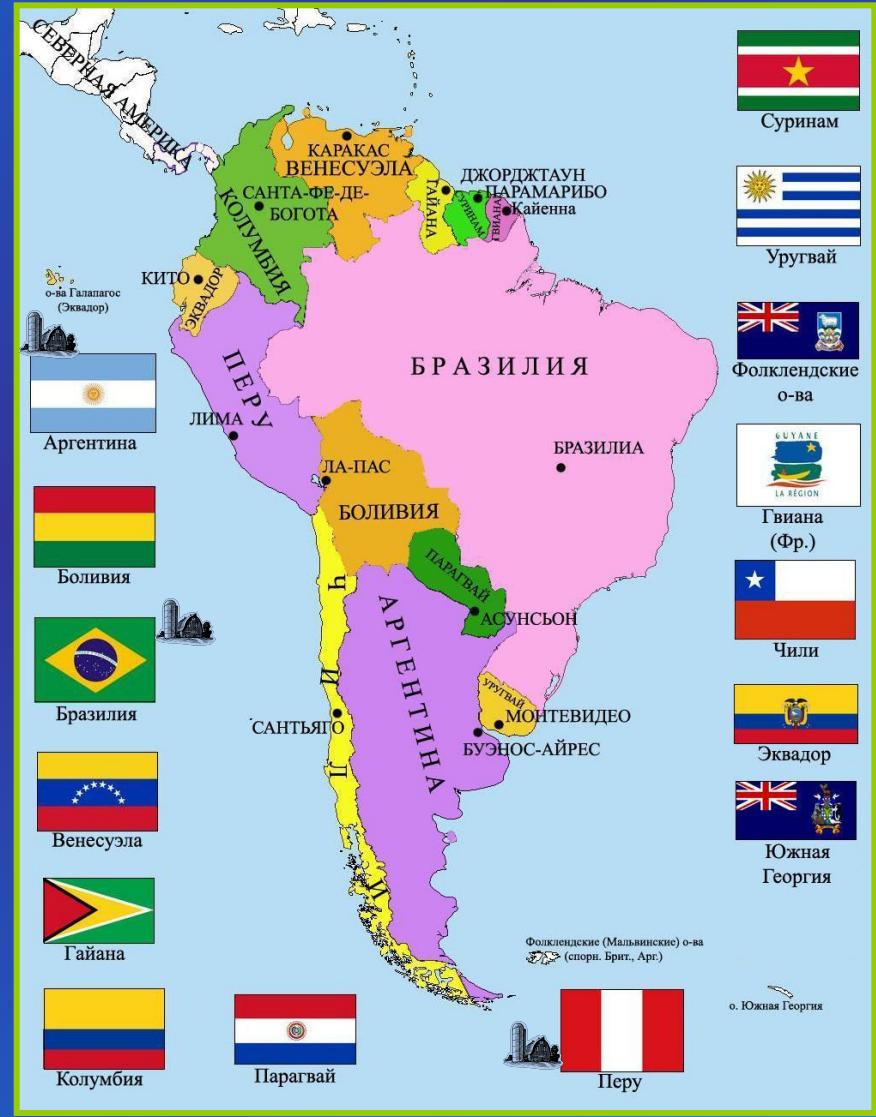 СЕВЕРНАЯ АМЕРИКА
КАРАКАС
ВЕНЕСУЭЛА
ДЖОРДЖТАУН
ПАРАМАРИБО
Кайенна
ГАЙАНА
СУРИНАМ
ГВИАНА
САНТА-ФЕ-ДЕ-
БОГОТА
КОЛУМБИЯ
КИТО
ЭКВАДОР
о-ва Галапагос
(Эквадор)
ПЕРУ
БРАЗИЛИЯ
ЛИМА
БРАЗИЛИА
ЛА-ПАС
БОЛИВИЯ
ПАРАГВАЙ
АСУНСЬОН
ЧИЛИ
АРГЕНТИНА
УРУГВАЙ
МОНТЕВИДЕО
САНТЬЯГО
БУЭНОС-АЙРЕС
Фолклендские (Мальвинские) о-ва
(спорн. Брит., Арг.)
о. Южная Георгия
Аргентина
Боливия
Бразилия
Венесуэла
Гайана
Колумбия
Парагвай
Перу
Суринам
Уругвай
Фолклендские
о-ва
GUYANE
LA RÉGION
Гвиана
(Фр.)
Чили
Эквадор
Южная
Георгия